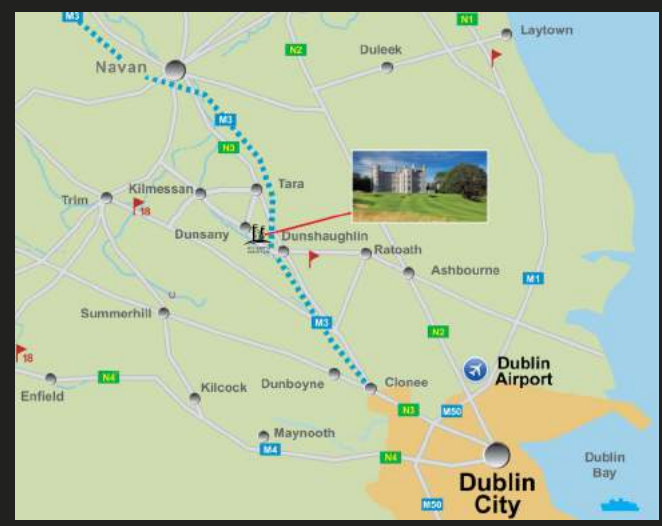 M3
N1
Laytown
N2
Duleek
Navan
M3
N3
Tara
Kilmessan
Trim
18
Dunsany
Dunshaughlin
Ratoath
Ashbourne
M1
Summerhill
M3
N2
18
Dublin
Airport
Enfield
N4
Kilcock
Dunboyne
Clonee
N3
M50
Maynooth
M4
N4
Dublin
Bay
Dublin
City
M50